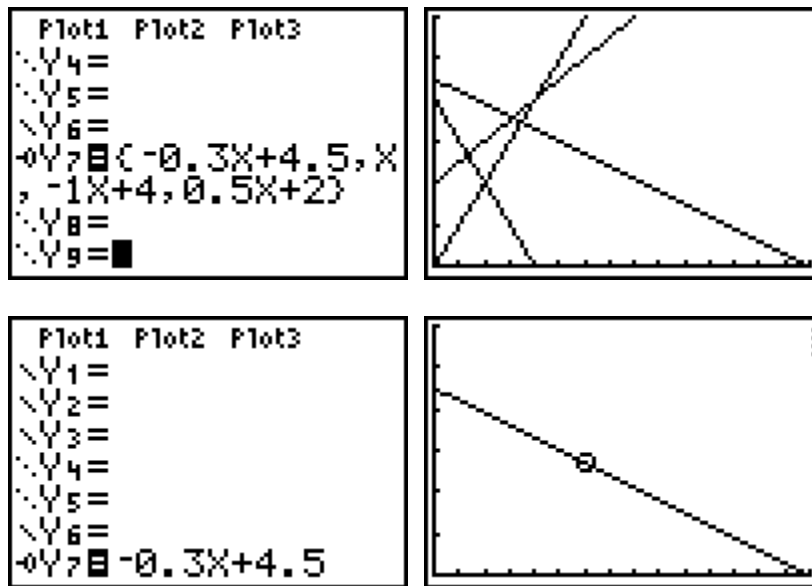 Plot1 Plot2 Plot3
Y4=
Y5=
Y6=
Y7={-0.3X+4.5,X
,-1X+4,0.5X+2}
Y8=
Y9=
Plot1 Plot2 Plot3
Y1=
Y2=
Y3=
Y4=
Y5=
Y6=
Y7=-0.3X+4.5